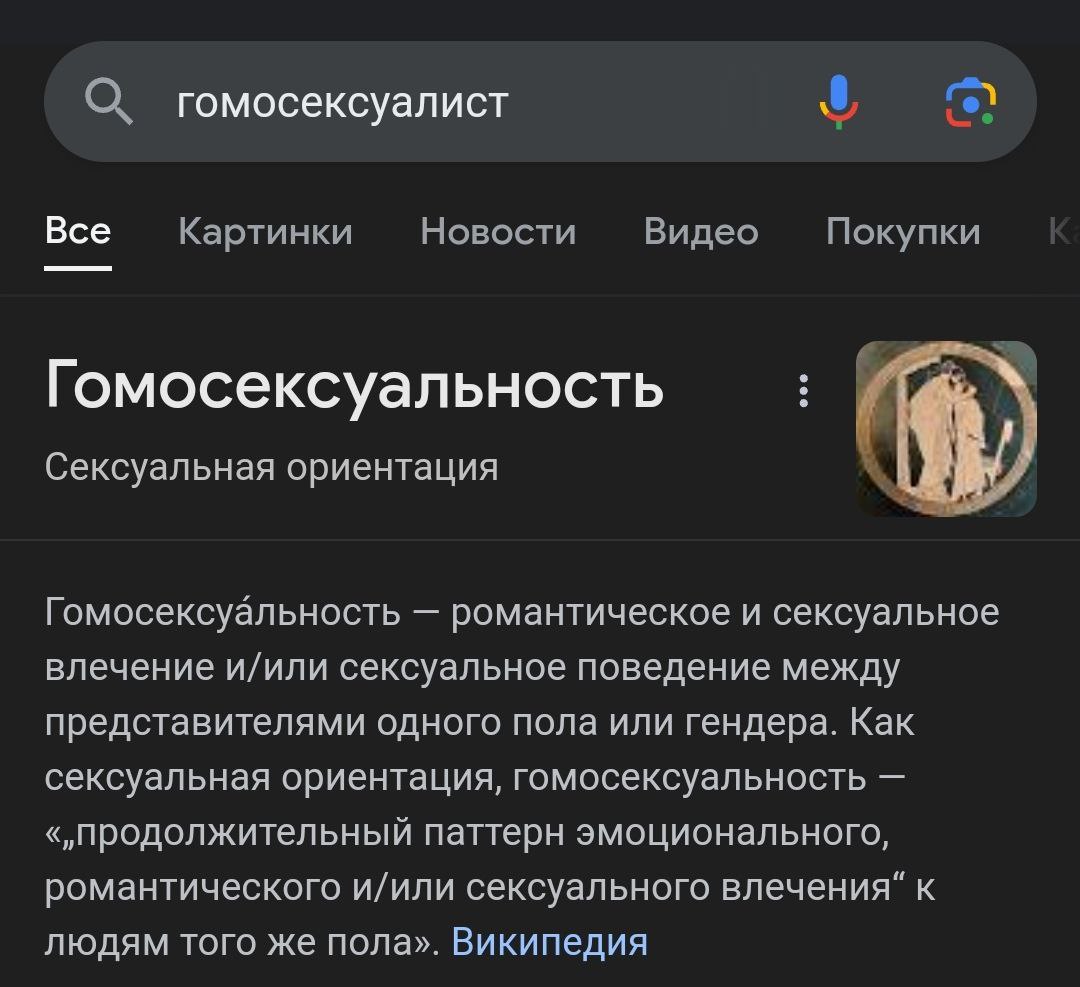 гомосексуалист
Все Картинки Новости Видео Покупки
Гомосексуальность
Сексуальная ориентация
Гомосексуа́льность — романтическое и сексуальное
влечение и/или сексуальное поведение между
представителями одного пола или гендера. Как
сексуальная ориентация, гомосексуальность —
«„продолжительный паттерн эмоционального,
романтического и/или сексуального влечения“ к
людям того же пола». Википедия